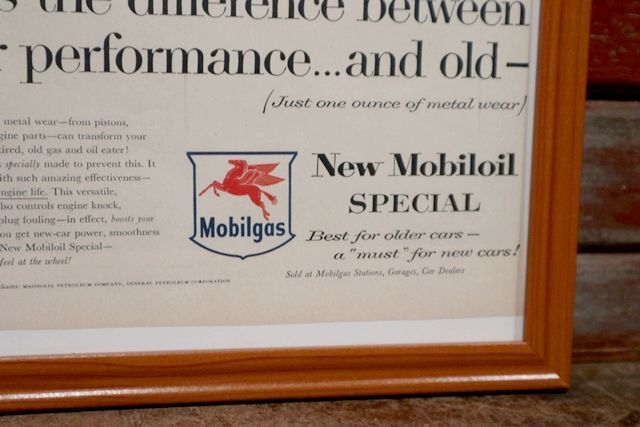 s the difference between
performance...and old—
(Just one ounce of metal wear)
metal wear—from pistons,
gine parts—can transform your
tired, old gas and oil eater!
specially made to prevent this. It
ith such amazing effectiveness—
ngine life. This versatile,
lso controls engine knock,
plug fouling—in effect, boosts your
ou get new-car power, smoothness
New Mobiloil Special—
feel at the wheel!
MAGNOLIA PETROLEUM COMPANY, GENERAL PETROLEUM CORPORATION
Mobilgas
New Mobiloil
SPECIAL
Best for older cars—
a "must" for new cars!
Sold at Mobilgas Stations, Garages, Car Dealers